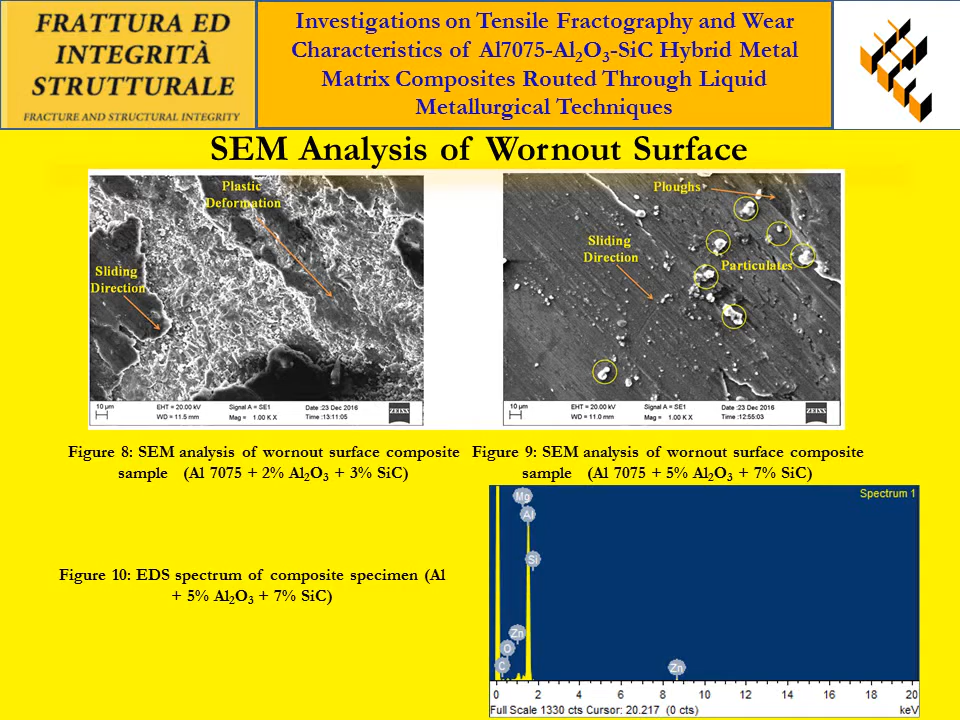 FRATTURA ED
INTEGRITÀ
STRUTTURALE
FRACTURE AND STRUCTURAL INTEGRITY
Investigations on Tensile Fractography and Wear
Characteristics of Al7075-Al₂O₃-SiC Hybrid Metal
Matrix Composites Routed Through Liquid
Metallurgical Techniques
SEM Analysis of Wornout Surface
Plastic
Deformation
Sliding
Direction
10 µm
EHT = 20.00 kV
WD = 11.5 mm
Signal A = SE1
Mag = 1.00 K X
Date :23 Dec 2016
Time :13:11:05
ZEISS
Ploughs
Sliding
Direction
Particulates
10 µm
EHT = 20.00 kV
WD = 11.0 mm
Signal A = SE1
Mag = 1.00 K X
Date :23 Dec 2016
Time :12:55:03
ZEISS
Figure 8: SEM analysis of wornout surface composite
sample (Al 7075 + 2% Al₂O₃ + 3% SiC)
Figure 9: SEM analysis of wornout surface composite
sample (Al 7075 + 5% Al₂O₃ + 7% SiC)
Figure 10: EDS spectrum of composite specimen (Al
+ 5% Al₂O₃ + 7% SiC)
Spectrum 1
Mg
Al
Si
Zn
O
C
Zn
0 2 4 6 8 10 12 14 16 18 20
Full Scale 1330 cts Cursor: 20.217 (0 cts) keV